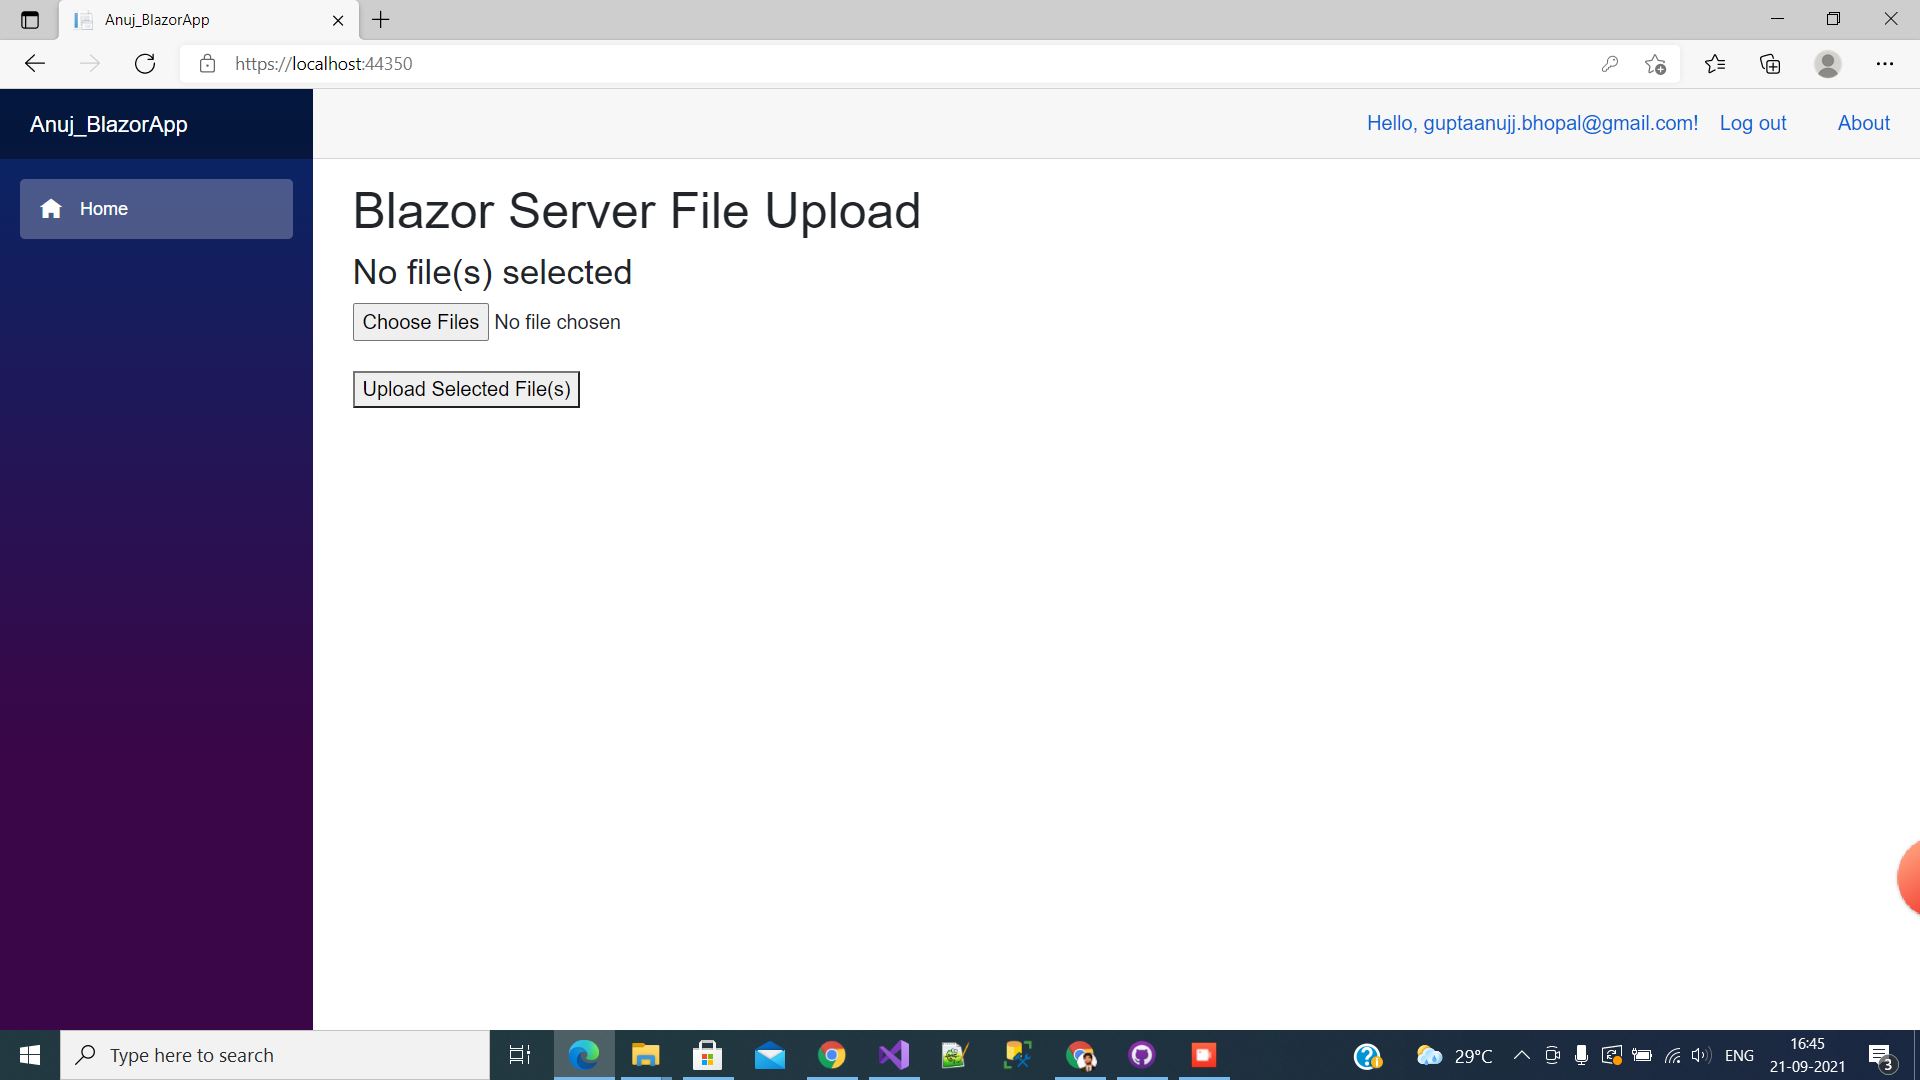 Anuj_BlazorApp
https://localhost:44350
Anuj_BlazorApp
Hello, guptaanujj.bhopal@gmail.com! Log out About
Home
Blazor Server File Upload
No file(s) selected
Choose Files No file chosen
Upload Selected File(s)
Type here to search
29°C
ENG
16:45
21-09-2021
3